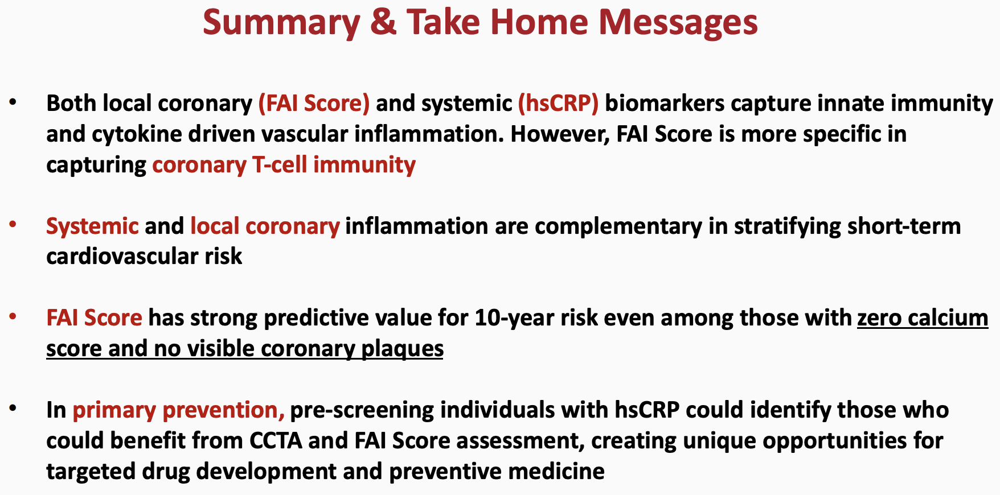 Summary & Take Home Messages
• Both local coronary (FAI Score) and systemic (hsCRP) biomarkers capture innate immunity
and cytokine driven vascular inflammation. However, FAI Score is more specific in
capturing coronary T-cell immunity
• Systemic and local coronary inflammation are complementary in stratifying short-term
cardiovascular risk
• FAI Score has strong predictive value for 10-year risk even among those with zero calcium
score and no visible coronary plaques
• In primary prevention, pre-screening individuals with hsCRP could identify those who
could benefit from CCTA and FAI Score assessment, creating unique opportunities for
targeted drug development and preventive medicine